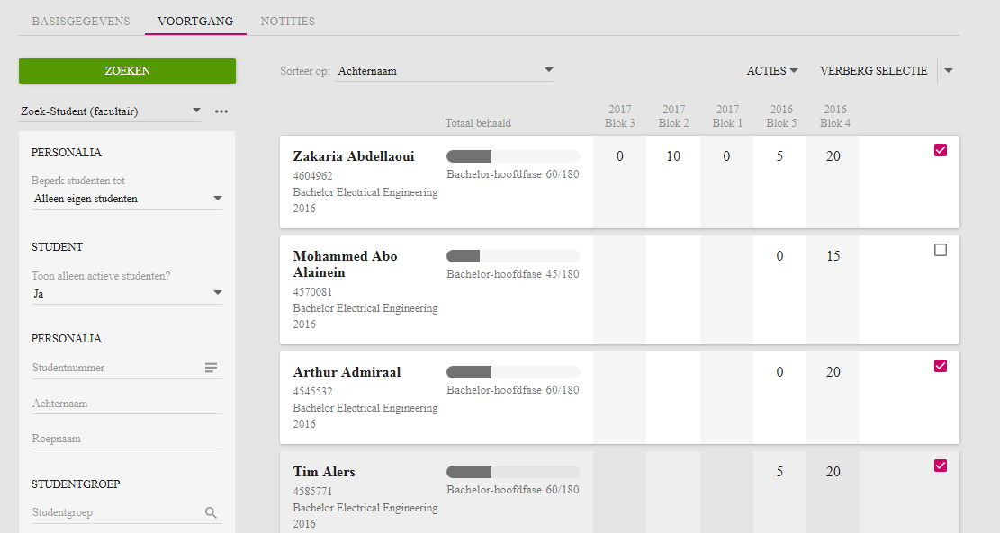 BASISGEGEVENS VOORTGANG NOTITIES
ZOEKEN
Sorteer op: Achternaam
ACTIES VERBERG SELECTIE
Zoek-Student (facultair)
PERSONALIA
Beperk studenten tot
Alleen eigen studenten
STUDENT
Toon alleen actieve studenten?
Ja
PERSONALIA
Studentnummer
Achternaam
Roepnaam
STUDENTGROEP
Studentgroep
2017 2017 2017 2016 2016
Totaal behaald Blok 3 Blok 2 Blok 1 Blok 5 Blok 4
Zakaria Abdellaoui 0 10 0 5 20
4604962 Bachelor-hoofdfase 60/180
Bachelor Electrical Engineering
2016
Mohammed Abo 0 15
Alainein Bachelor-hoofdfase 45/180
4570081
Bachelor Electrical Engineering
2016
Arthur Admiraal 0 20
4545532 Bachelor-hoofdfase 60/180
Bachelor Electrical Engineering
2016
Tim Alers 5 20
4585771 Bachelor-hoofdfase 60/180
Bachelor Electrical Engineering
2016